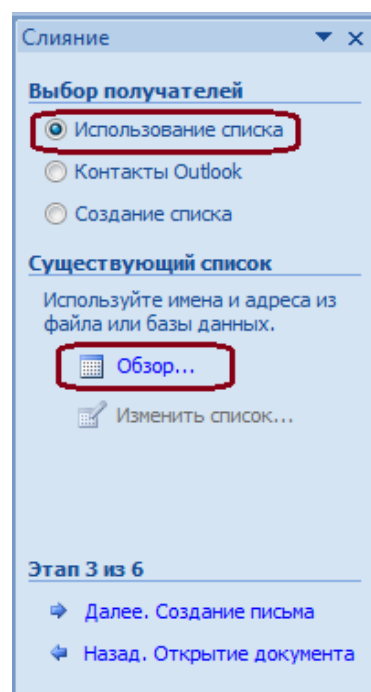 Слияние
Выбор получателей
Использование списка
Контакты Outlook
Создание списка
Существующий список
Используйте имена и адреса из
файла или базы данных.
Обзор...
Изменить список...
Этап 3 из 6
Далее. Создание письма
Назад. Открытие документа